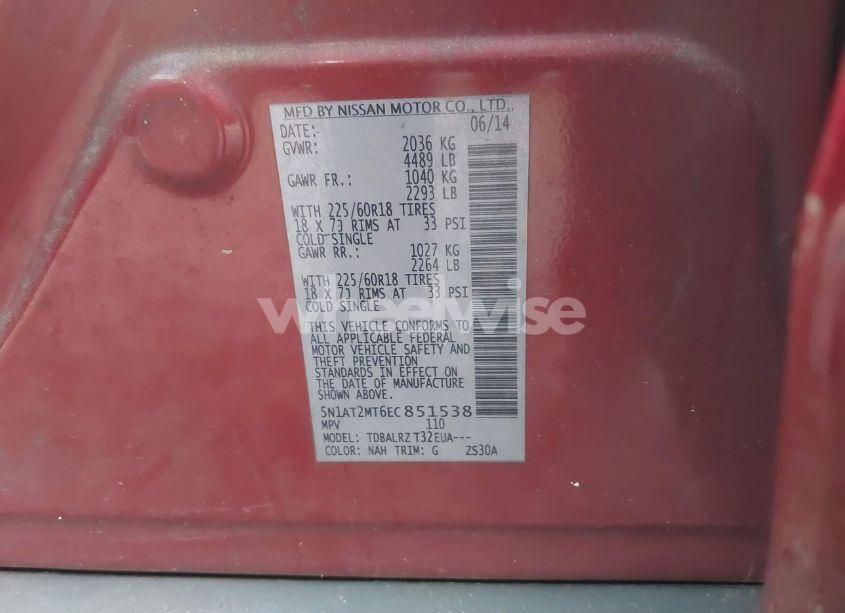 MFD BY NISSAN MOTOR CO., LTD.
DATE:- 06/14
GVWR: 2036 KG
4489 LB
GAWR FR.: 1040 KG
2293 LB
WITH 225/60R18 TIRES
18 X 7J RIMS AT 33 PSI
COLD SINGLE
GAWR RR.: 1027 KG
2264 LB
WITH 225/60R18 TIRES
18 X 7J RIMS AT 33 PSI
COLD SINGLE
wheelwise
THIS VEHICLE CONFORMS TO
ALL APPLICABLE FEDERAL
MOTOR VEHICLE SAFETY AND
THEFT PREVENTION
STANDARDS IN EFFECT ON
THE DATE OF MANUFACTURE
SHOWN ABOVE.
5N1AT2MT6EC851538
MPV 110
MODEL: TDBALRZ T32EUA---
COLOR: NAH TRIM: G ZS30A